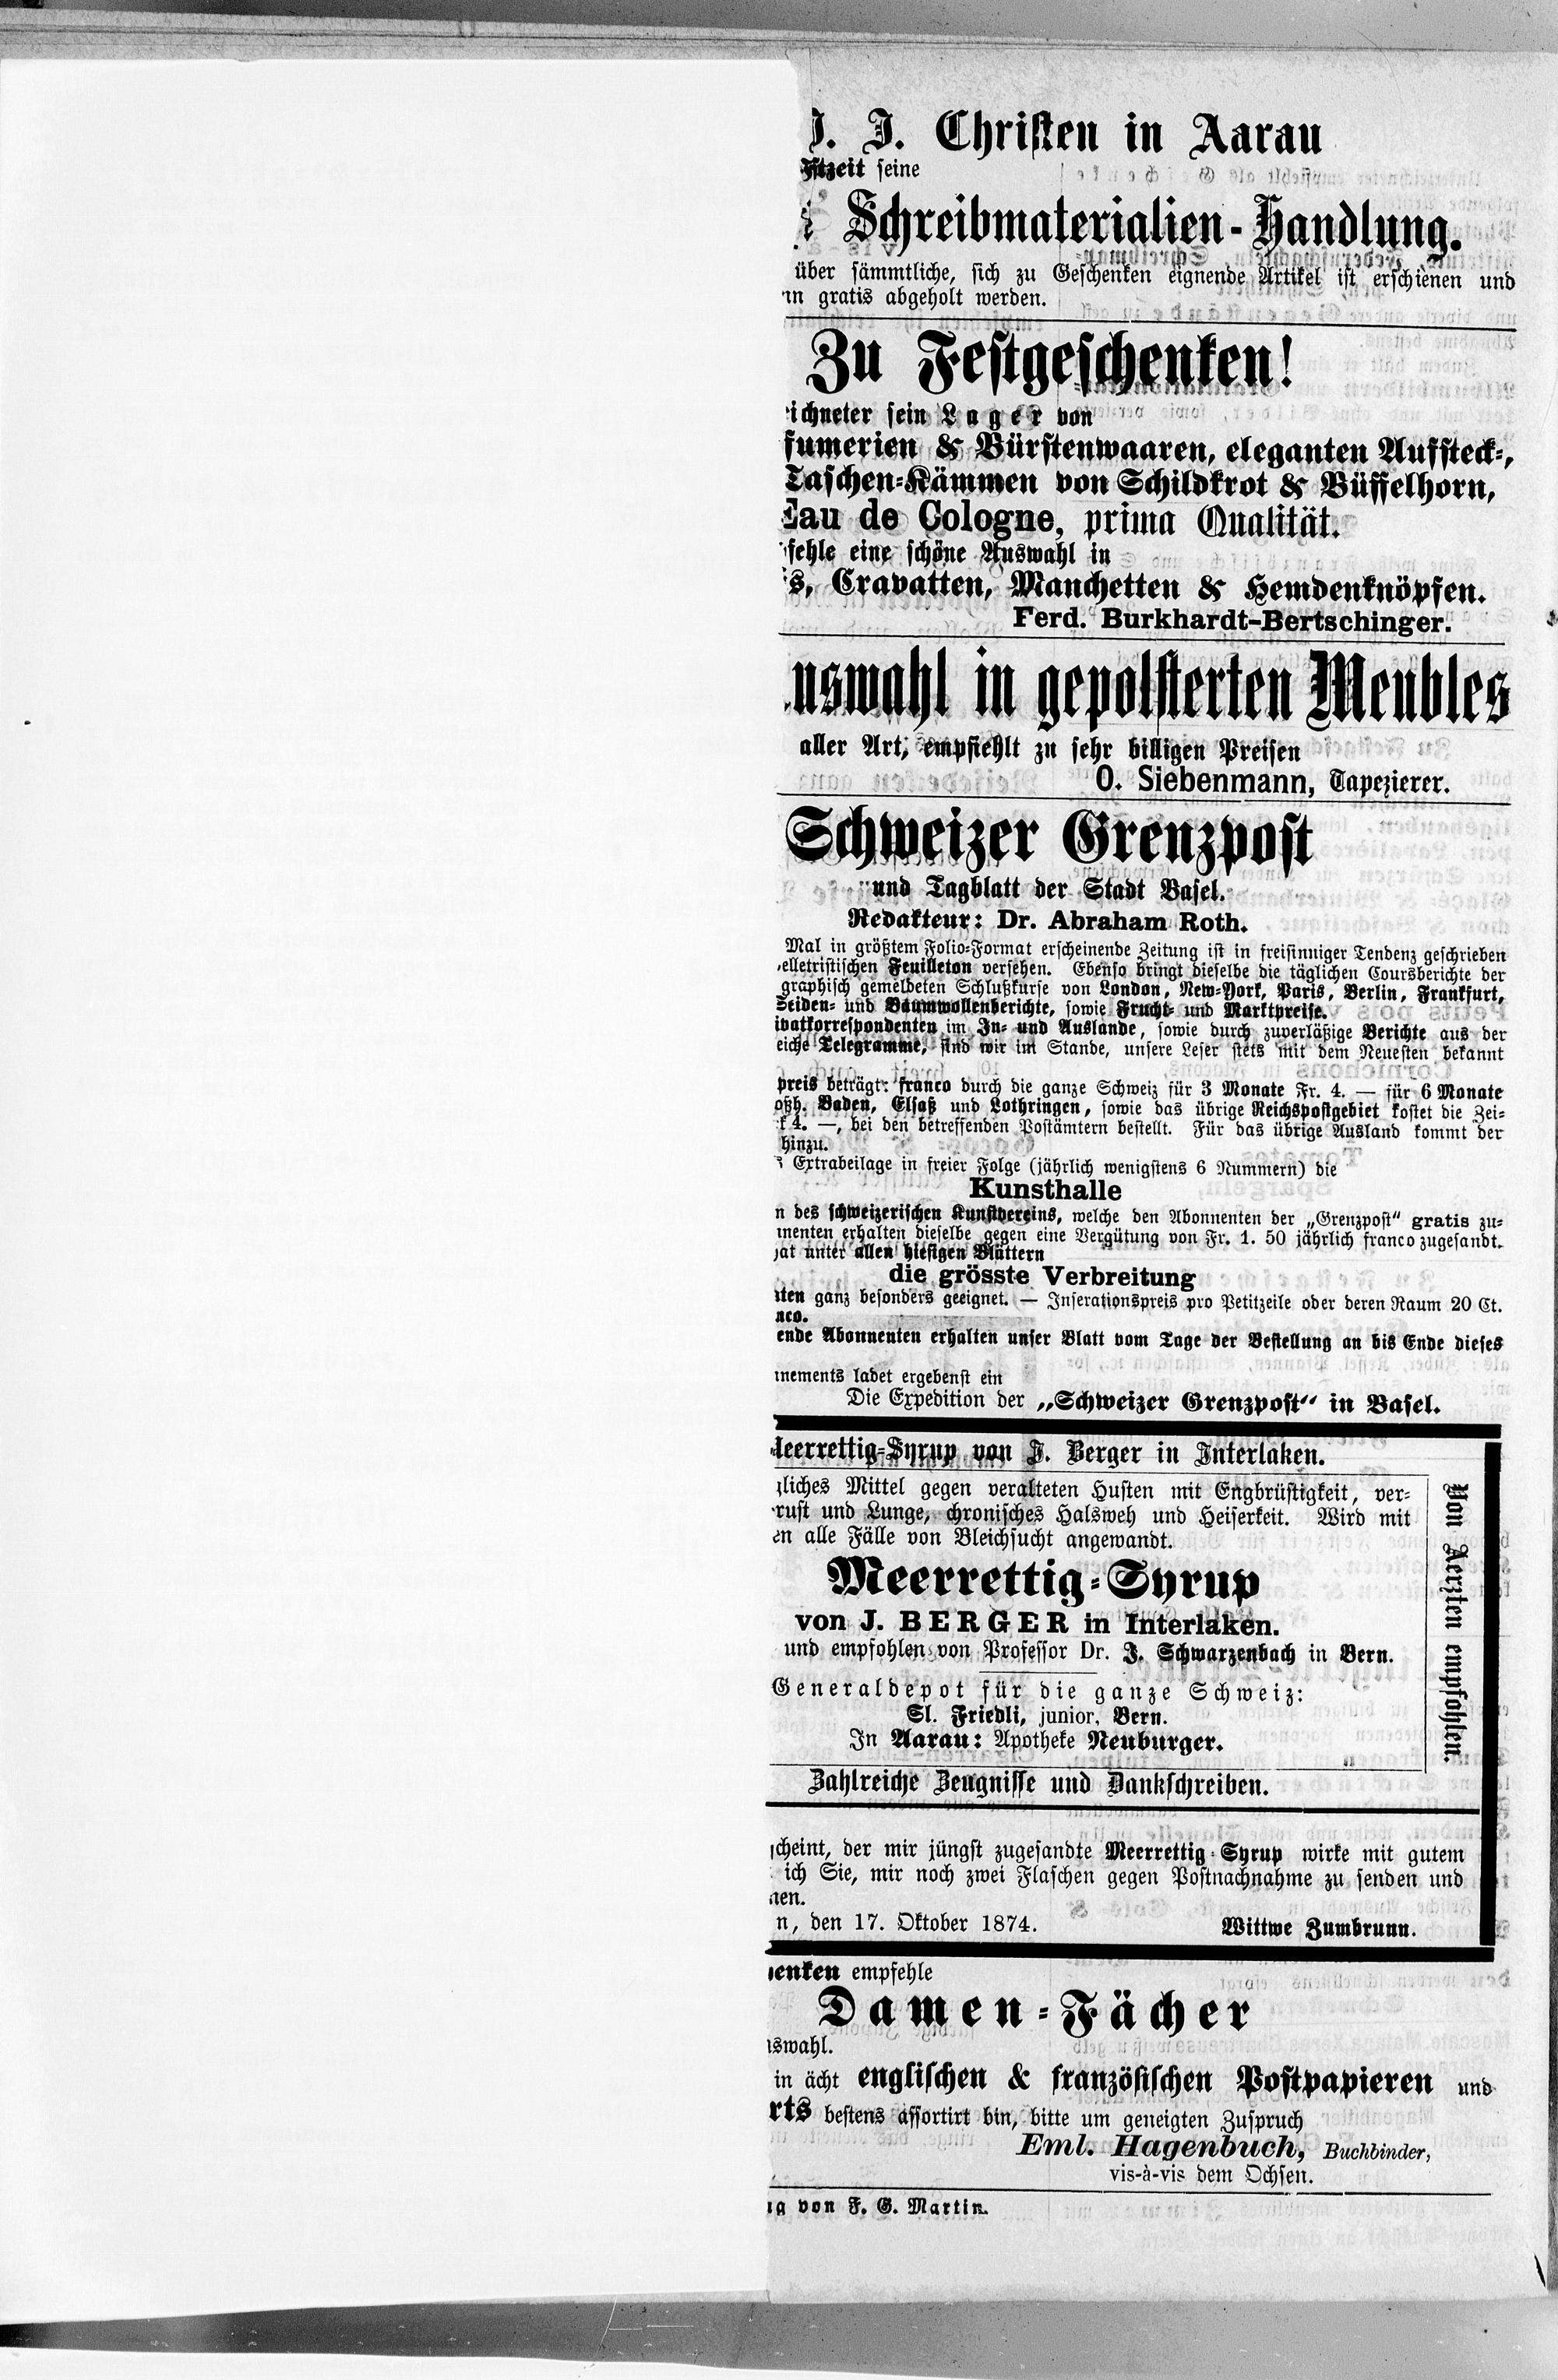 J. J. Christen in Aarau
seine
Schreibmaterialien-Handlung.
über sämmtliche, sich zu Geschenken eignende Artikel ist erschienen und
gratis abgeholt werden.
Zu Festgeschenken!
sein Lager von
& Bürstenwaaren, eleganten Aufsteck-,
Taschen-Kämmen von Schildkrot & Büffelhorn,
Eau de Cologne, prima Qualität.
eine schöne Auswahl in
Cravatten, Manchetten & Hemdenknöpfen.
Ferd. Burkhardt-Bertschinger.
in gepolsterten Meubles
aller Art, empfiehlt zu sehr billigen Preisen
O. Siebenmann, Tapezierer.
Schweizer Grenzpost
und Tagblatt der Stadt Basel.
Redakteur: Dr. Abraham Roth.
Mal in größtem Folio-Format erscheinende Zeitung ist in freisinniger Tendenz geschrieben
elletristischen Feuilleton versehen. Ebenso bringt dieselbe die täglichen Coursberichte der
graphisch gemeldeten Schlußkurse von London, New-York, Paris, Berlin, Frankfurt,
Seiden- und Baumwollenberichte, sowie Frucht- und Marktpreise.
ivatkorrespondenten im In- und Auslande, sowie durch zuverläßige Berichte aus der
eiche Telegramme, sind wir im Stande, unsere Leser stets mit dem Neuesten bekannt
preis beträgt: franco durch die ganze Schweiz für 3 Monate Fr. 4. — für 6 Monate
oßh. Baden, Elsaß und Lothringen, sowie das übrige Reichspostgebiet kostet die Zei-
k 4. —, bei den betreffenden Postämtern bestellt. Für das übrige Ausland kommt der
hinzu.
Extrabeilage in freier Folge (jährlich wenigstens 6 Nummern) die
Kunsthalle
n des schweizerischen Kunstvereins, welche den Abonnenten der „Grenzpost“ gratis zu-
nenten erhalten dieselbe gegen eine Vergütung von Fr. 1. 50 jährlich franco zugesandt.
hat unter allen hiesigen Blättern
die grösste Verbreitung
ten ganz besonders geeignet. — Insertionspreis pro Petitzeile oder deren Raum 20 Ct.
nco.
ende Abonnenten erhalten unser Blatt vom Tage der Bestellung an bis Ende dieses
nements ladet ergebenst ein
Die Expedition der „Schweizer Grenzpost“ in Basel.
Meerrettig-Syrup von J. Berger in Interlaken.
gliches Mittel gegen veralteten Husten mit Engbrüstigkeit, ver-
rust und Lunge, chronisches Halsweh und Heiserkeit. Wird mit
en alle Fälle von Bleichsucht angewandt.
Meerrettig-Syrup
von J. BERGER in Interlaken.
und empfohlen von Professor Dr. J. Schwarzenbach in Bern.
Generaldepot für die ganze Schweiz:
Sl. Friedli, junior, Bern.
In Aarau: Apotheke Neuburger.
Von Aerzten empfohlen.
Zahlreiche Zeugnisse und Dankschreiben.
scheint, der mir jüngst zugesandte Meerrettig-Syrup wirke mit gutem
ich Sie, mir noch zwei Flaschen gegen Postnachnahme zu senden und
nen.
n, den 17. Oktober 1874.
Wittwe Zumbrunn.
enken empfehle
Damen-Fächer
swahl.
in ächt englischen & französischen Postpapieren und
rts bestens assortirt bin, bitte um geneigten Zuspruch
Eml. Hagenbuch, Buchbinder,
vis-à-vis dem Ochsen.
von F. G. Martin.